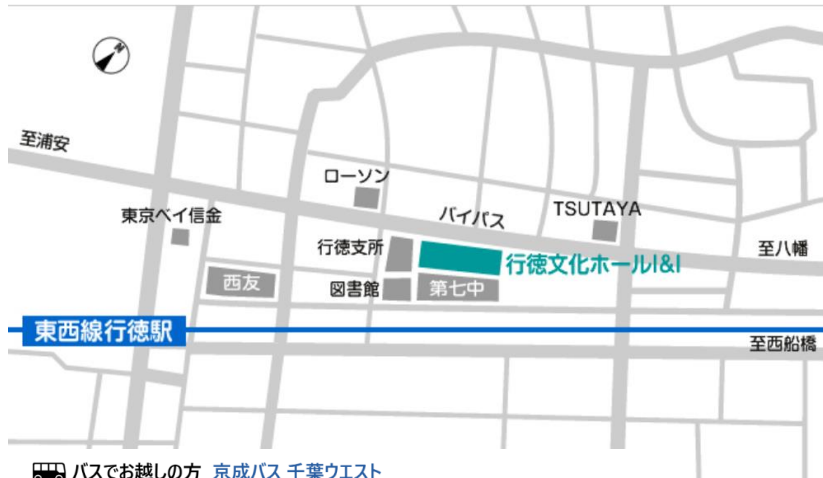 N
至浦安
ローソン
東京ベイ信金
バイパス
TSUTAYA
行徳支所
至八幡
行徳文化ホールI&I
西友
図書館
第七中
東西線行徳駅
至西船橋
バスでお越しの方 京成バス 千葉ウエスト